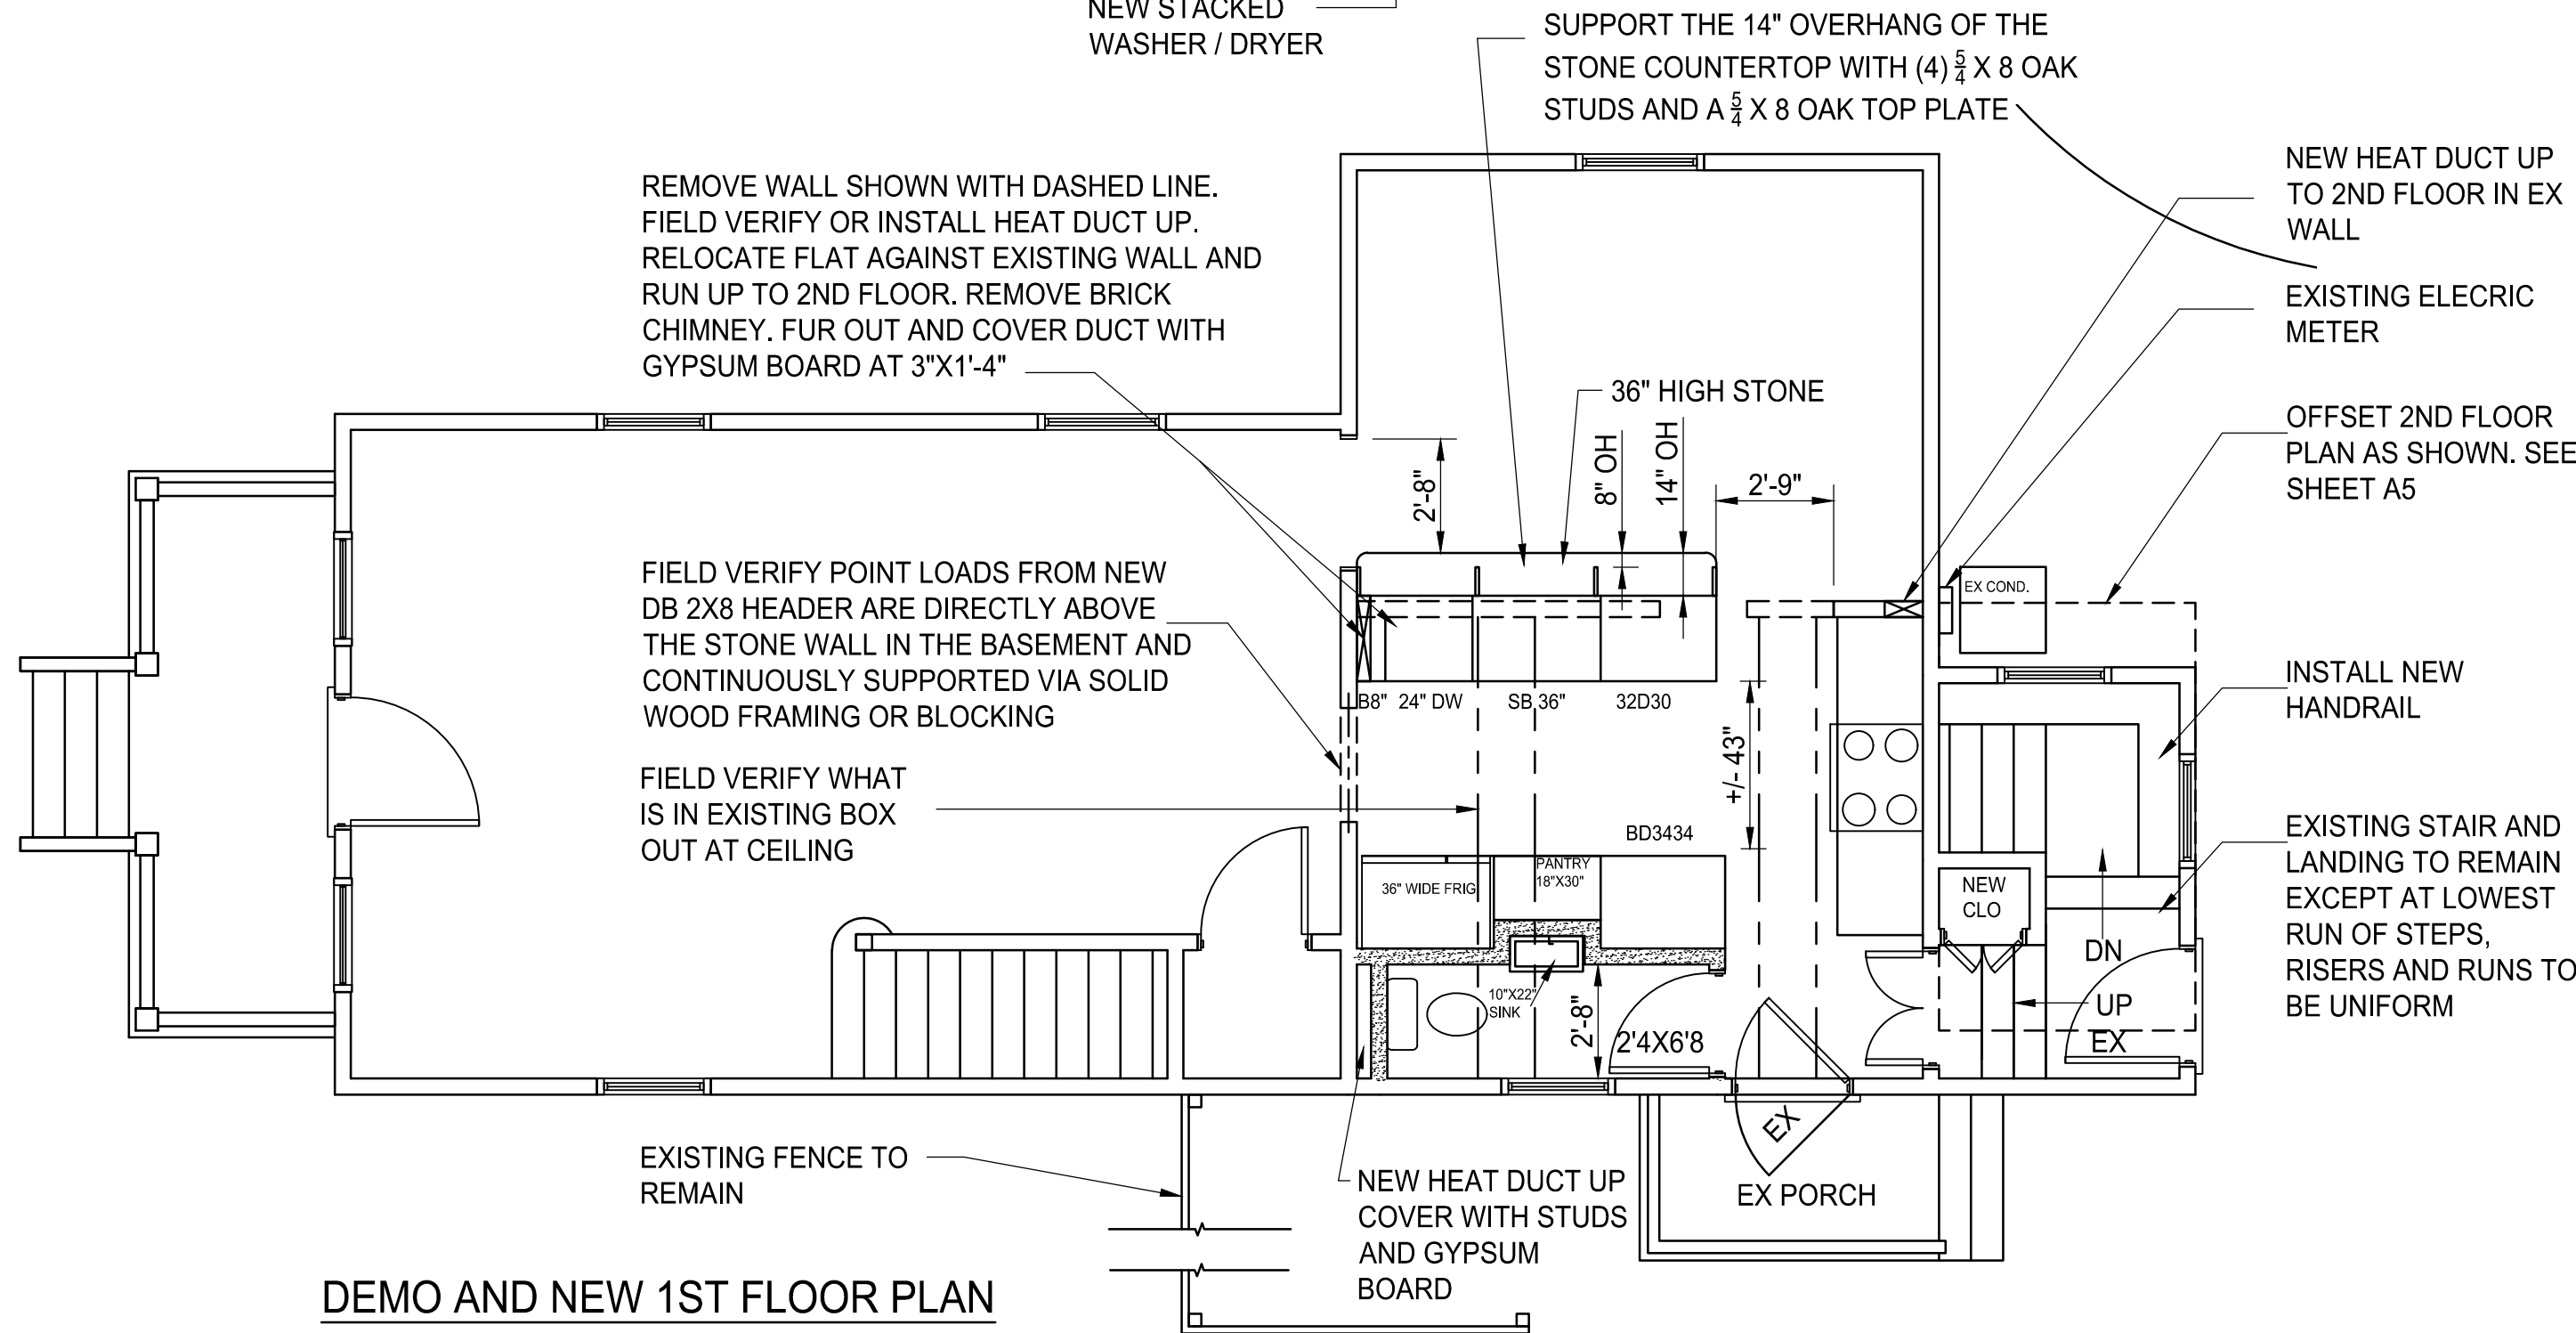 NEW STACKED
WASHER / DRYER
SUPPORT THE 14" OVERHANG OF THE
STONE COUNTERTOP WITH (4) 5/4 X 8 OAK
STUDS AND A 5/4 X 8 OAK TOP PLATE
REMOVE WALL SHOWN WITH DASHED LINE.
FIELD VERIFY OR INSTALL HEAT DUCT UP.
RELOCATE FLAT AGAINST EXISTING WALL AND
RUN UP TO 2ND FLOOR. REMOVE BRICK
CHIMNEY. FUR OUT AND COVER DUCT WITH
GYPSUM BOARD AT 3"X1'-4"
NEW HEAT DUCT UP
TO 2ND FLOOR IN EX
WALL
EXISTING ELECRIC
METER
36" HIGH STONE
8" OH
14" OH
2'-8"
2'-9"
OFFSET 2ND FLOOR
PLAN AS SHOWN. SEE
SHEET A5
FIELD VERIFY POINT LOADS FROM NEW
DB 2X8 HEADER ARE DIRECTLY ABOVE
THE STONE WALL IN THE BASEMENT AND
CONTINUOUSLY SUPPORTED VIA SOLID
WOOD FRAMING OR BLOCKING
EX COND.
B8" 24" DW SB 36" 32D30
INSTALL NEW
HANDRAIL
FIELD VERIFY WHAT
IS IN EXISTING BOX
OUT AT CEILING
+/- 43"
BD3434
36" WIDE FRIG
PANTRY
18"X30"
EXISTING STAIR AND
LANDING TO REMAIN
EXCEPT AT LOWEST
RUN OF STEPS,
RISERS AND RUNS TO
BE UNIFORM
NEW
CLO
DN
UP
EX
10"X22"
SINK
2'-8"
2'4X6'8
EX
EX PORCH
EXISTING FENCE TO
REMAIN
NEW HEAT DUCT UP
COVER WITH STUDS
AND GYPSUM
BOARD
DEMO AND NEW 1ST FLOOR PLAN